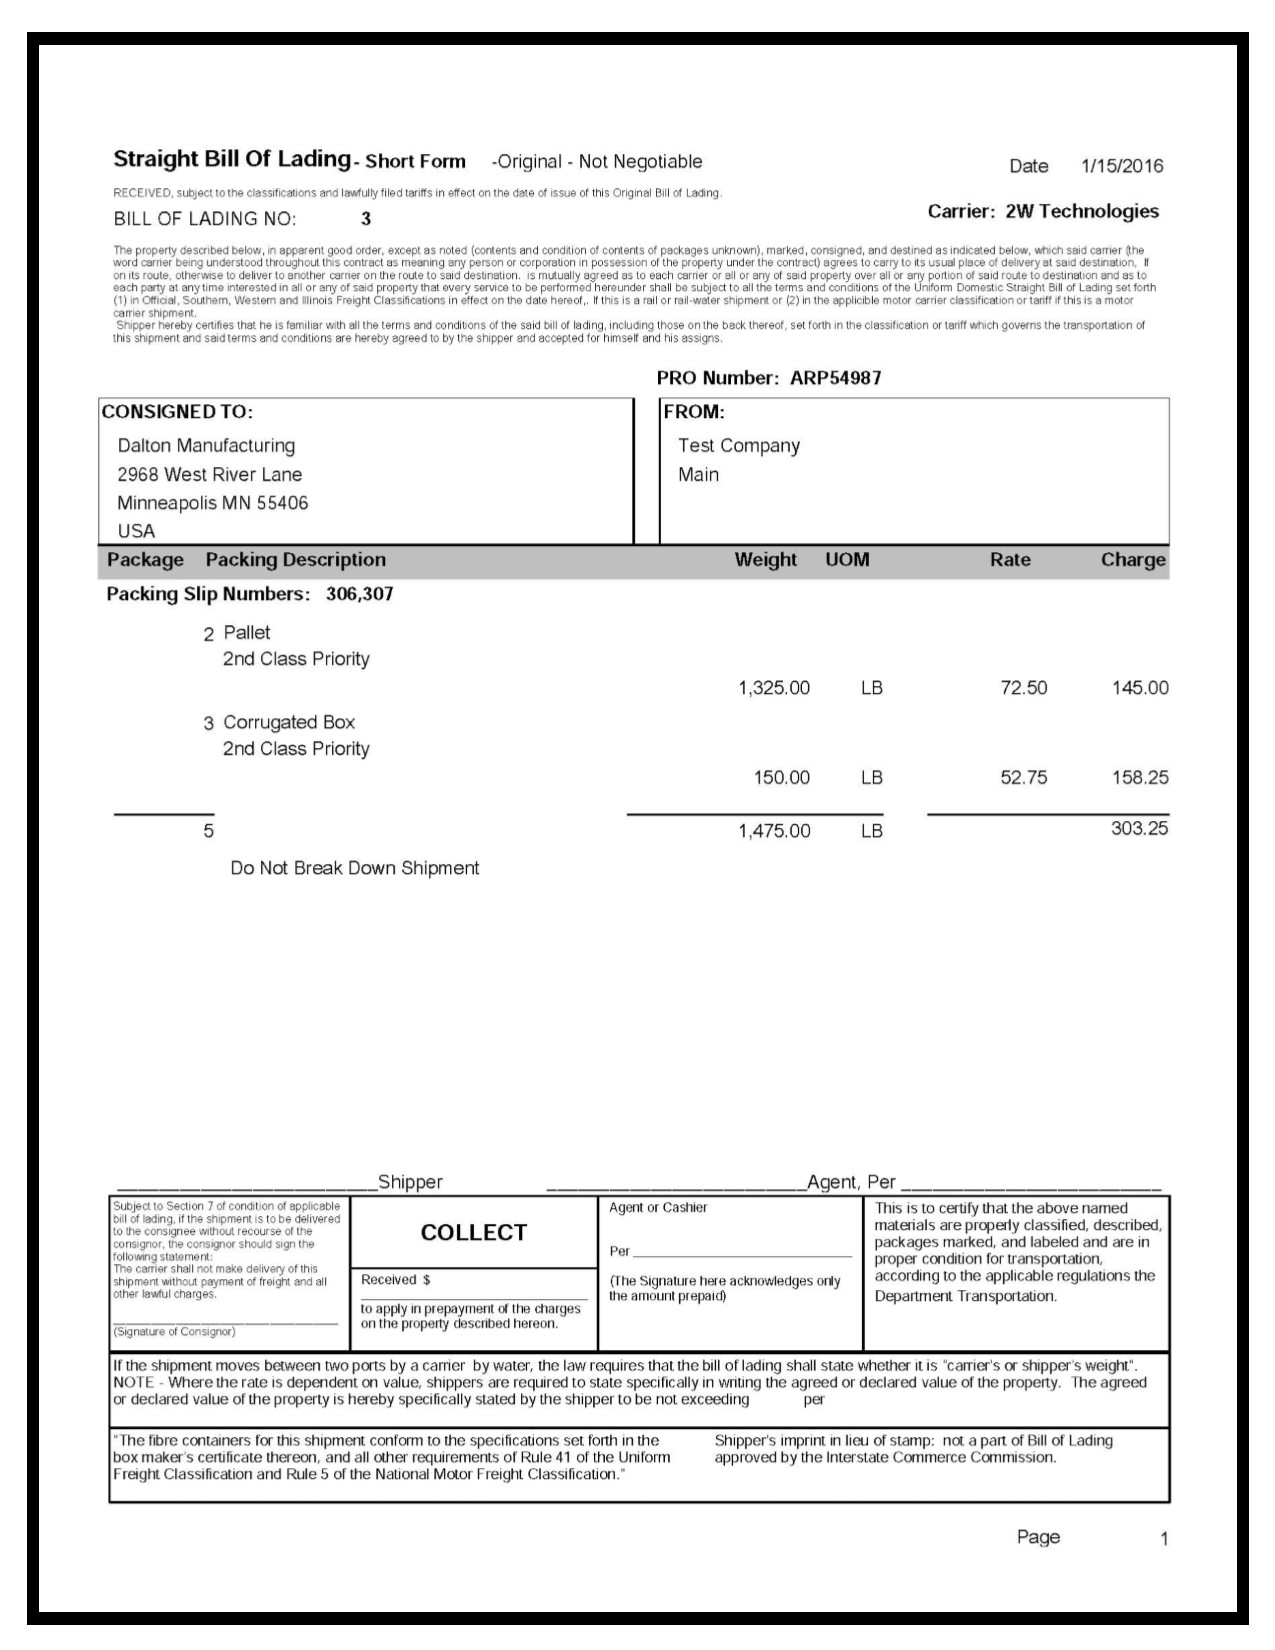 Straight Bill Of Lading - Short Form -Original - Not Negotiable
Date 1/15/2016
RECEIVED, subject to the classifications and lawfully filed tariffs in effect on the date of issue of this Original Bill of Lading.
BILL OF LADING NO: 3
Carrier: 2W Technologies
The property described below, in apparent good order, except as noted (contents and condition of contents of packages unknown), marked, consigned, and destined as indicated below, which said carrier (the
word carrier being understood throughout this contract as meaning any person or corporation in possession of the property under the contract) agrees to carry to its usual place of delivery at said destination, If
on its route, otherwise to deliver to another carrier on the route to said destination. is mutually agreed as to each carrier or all or any of said property over all or any portion of said route to destination and as to
each party at any time interested in all or any of said property that every service to be performed hereunder shall be subject to all the terms and conditions of the Uniform Domestic Straight Bill of Lading set forth
(1) in Official, Southern, Western and Illinois Freight Classifications in effect on the date hereof,. If this is a rail or rail-water shipment or (2) in the applicible motor carrier classification or tariff if this is a motor
carrier shipment.
Shipper hereby certifies that he is familiar with all the terms and conditions of the said bill of lading, including those on the back thereof, set forth in the classification or tariff which governs the transportation of
this shipment and said terms and conditions are hereby agreed to by the shipper and accepted for himself and his assigns.
PRO Number: ARP54987
CONSIGNED TO:
Dalton Manufacturing
2968 West River Lane
Minneapolis MN 55406
USA
FROM:
Test Company
Main
Package Packing Description Weight UOM Rate Charge
Packing Slip Numbers: 306,307
2 Pallet
2nd Class Priority
1,325.00 LB 72.50 145.00
3 Corrugated Box
2nd Class Priority
150.00 LB 52.75 158.25
5 1,475.00 LB 303.25
Do Not Break Down Shipment
Shipper Agent, Per
Subject to Section 7 of condition of applicable
bill of lading, if the shipment is to be delivered
to the consignee without recourse of the
consignor, the consignor should sign the
following statement:
The carrier shall not make delivery of this
shipment without payment of freight and all
other lawful charges.
(Signature of Consignor)
COLLECT
Received $
to apply in prepayment of the charges
on the property described hereon.
Agent or Cashier
Per
(The Signature here acknowledges only
the amount prepaid)
This is to certify that the above named
materials are properly classified, described,
packages marked, and labeled and are in
proper condition for transportation,
according to the applicable regulations the
Department Transportation.
If the shipment moves between two ports by a carrier by water, the law requires that the bill of lading shall state whether it is "carrier's or shipper's weight".
NOTE - Where the rate is dependent on value, shippers are required to state specifically in writing the agreed or declared value of the property. The agreed
or declared value of the property is hereby specifically stated by the shipper to be not exceeding per
"The fibre containers for this shipment conform to the specifications set forth in the
box maker's certificate thereon, and all other requirements of Rule 41 of the Uniform
Freight Classification and Rule 5 of the National Motor Freight Classification."
Shipper's imprint in lieu of stamp: not a part of Bill of Lading
approved by the Interstate Commerce Commission.
Page 1